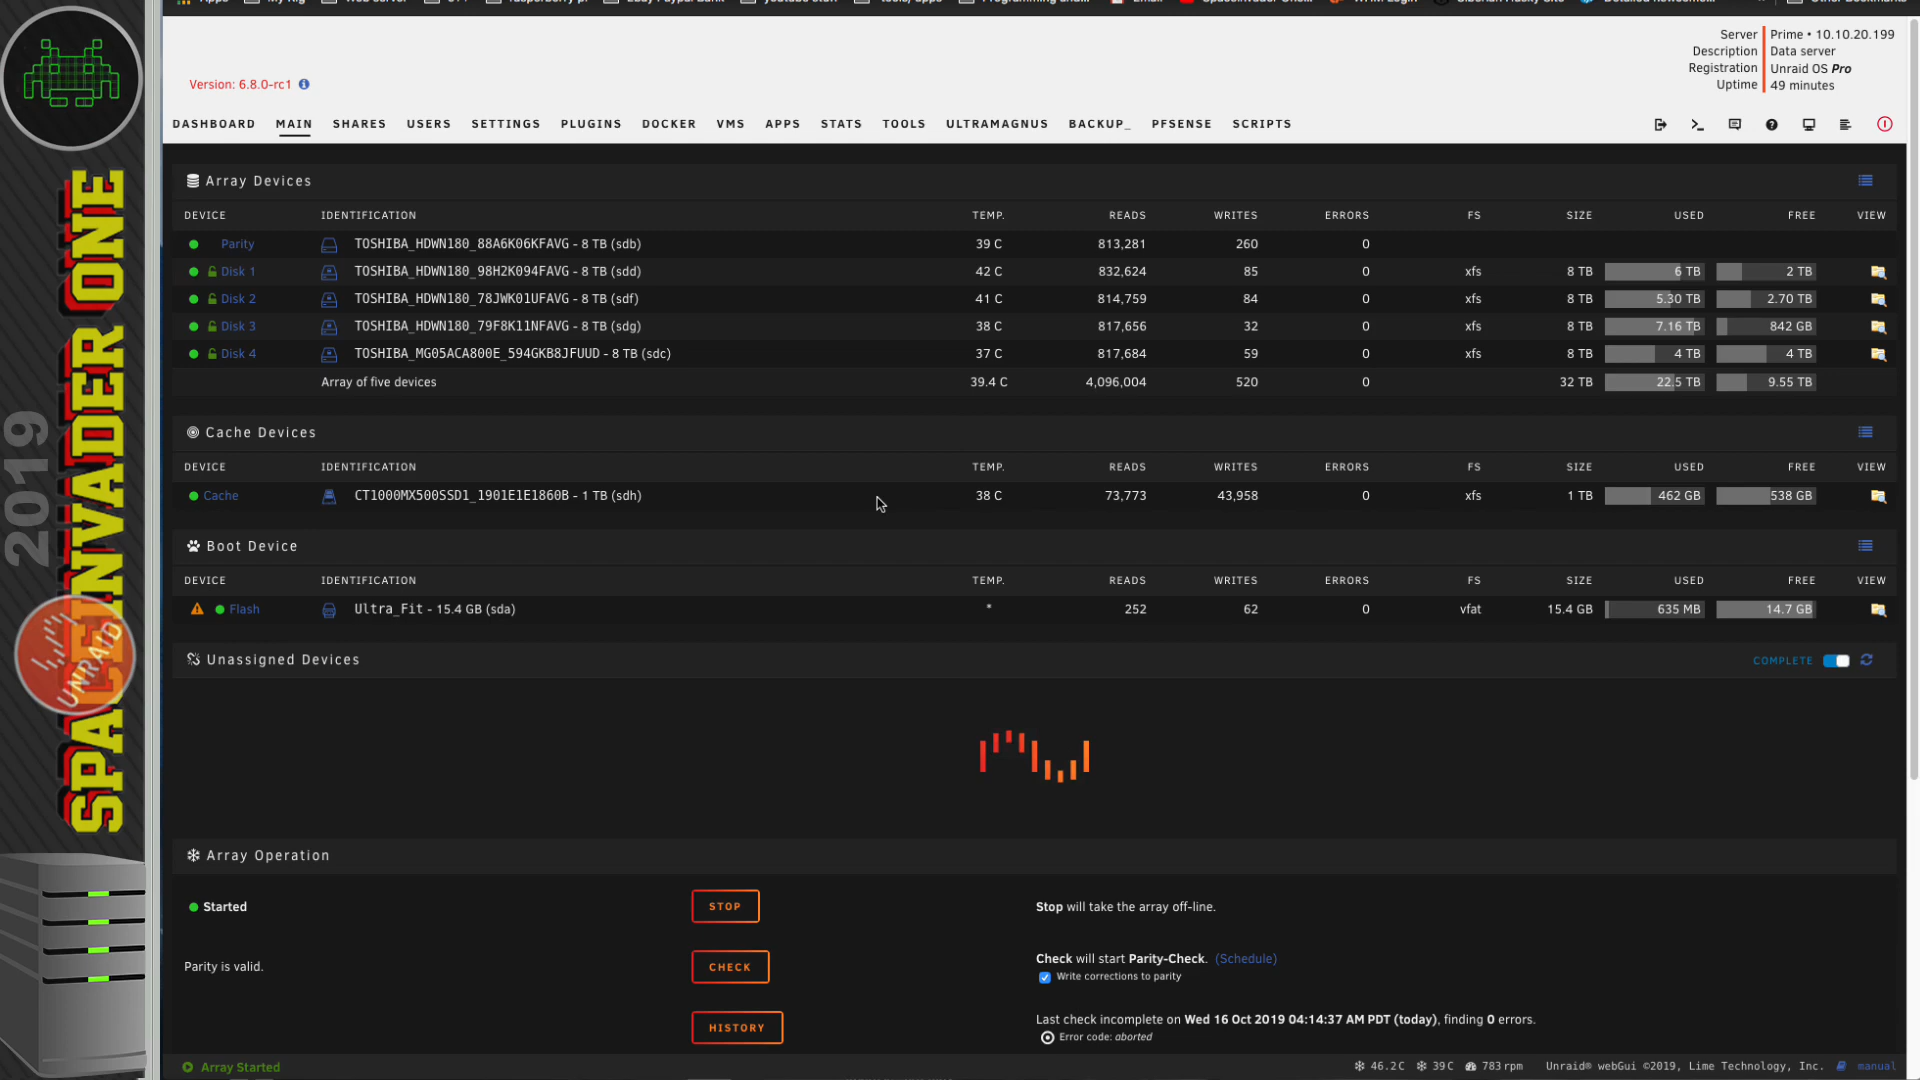 Server Prime • 10.10.20.199
Description Data server
Registration Unraid OS Pro
Uptime 49 minutes
Version: 6.8.0-rc1
DASHBOARD MAIN SHARES USERS SETTINGS PLUGINS DOCKER VMS APPS STATS TOOLS ULTRAMAGNUS BACKUP_ PFSENSE SCRIPTS
Array Devices
DEVICE IDENTIFICATION TEMP. READS WRITES ERRORS FS SIZE USED FREE VIEW
Parity TOSHIBA_HDWN180_88A6K06KFAVG - 8 TB (sdb) 39 C 813,281 260 0
Disk 1 TOSHIBA_HDWN180_98H2K094FAVG - 8 TB (sdd) 42 C 832,624 85 0 xfs 8 TB 6 TB 2 TB
Disk 2 TOSHIBA_HDWN180_78JWK01UFAVG - 8 TB (sdf) 41 C 814,759 84 0 xfs 8 TB 5.30 TB 2.70 TB
Disk 3 TOSHIBA_HDWN180_79F8K11NFAVG - 8 TB (sdg) 38 C 817,656 32 0 xfs 8 TB 7.16 TB 842 GB
Disk 4 TOSHIBA_MG05ACA800E_594GKB8JFUUD - 8 TB (sdc) 37 C 817,684 59 0 xfs 8 TB 4 TB 4 TB
Array of five devices 39.4 C 4,096,004 520 0 32 TB 22.5 TB 9.55 TB
Cache Devices
DEVICE IDENTIFICATION TEMP. READS WRITES ERRORS FS SIZE USED FREE VIEW
Cache CT1000MX500SSD1_1901E1E1860B - 1 TB (sdh) 38 C 73,773 43,958 0 xfs 1 TB 462 GB 538 GB
Boot Device
DEVICE IDENTIFICATION TEMP. READS WRITES ERRORS FS SIZE USED FREE VIEW
Flash Ultra_Fit - 15.4 GB (sda) * 252 62 0 vfat 15.4 GB 635 MB 14.7 GB
Unassigned Devices COMPLETE
Array Operation
Started STOP Stop will take the array off-line.
Parity is valid. CHECK Check will start Parity-Check. (Schedule)
Write corrections to parity
HISTORY Last check incomplete on Wed 16 Oct 2019 04:14:37 AM PDT (today), finding 0 errors.
Error code: aborted
Array Started 46.2 C 39 C 783 rpm Unraid® webGui ©2019, Lime Technology, Inc. manual
2019
SPACEINVADER ONE
UNRAID